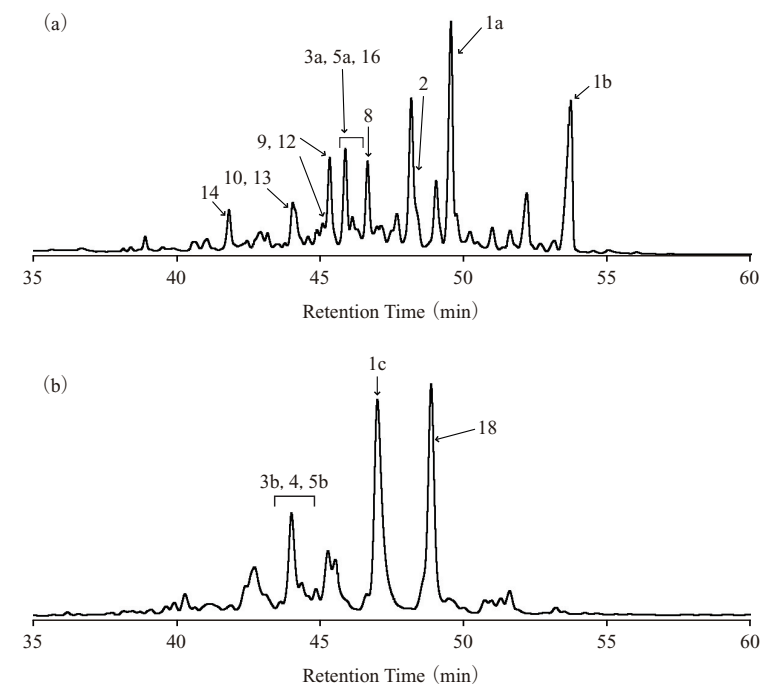 (a)
1a
3a, 5a, 16
2
1b
8
9, 12
10, 13
14
35 40 45 50 55 60
Retention Time (min)
(b)
1c
18
3b, 4, 5b
35 40 45 50 55 60
Retention Time (min)